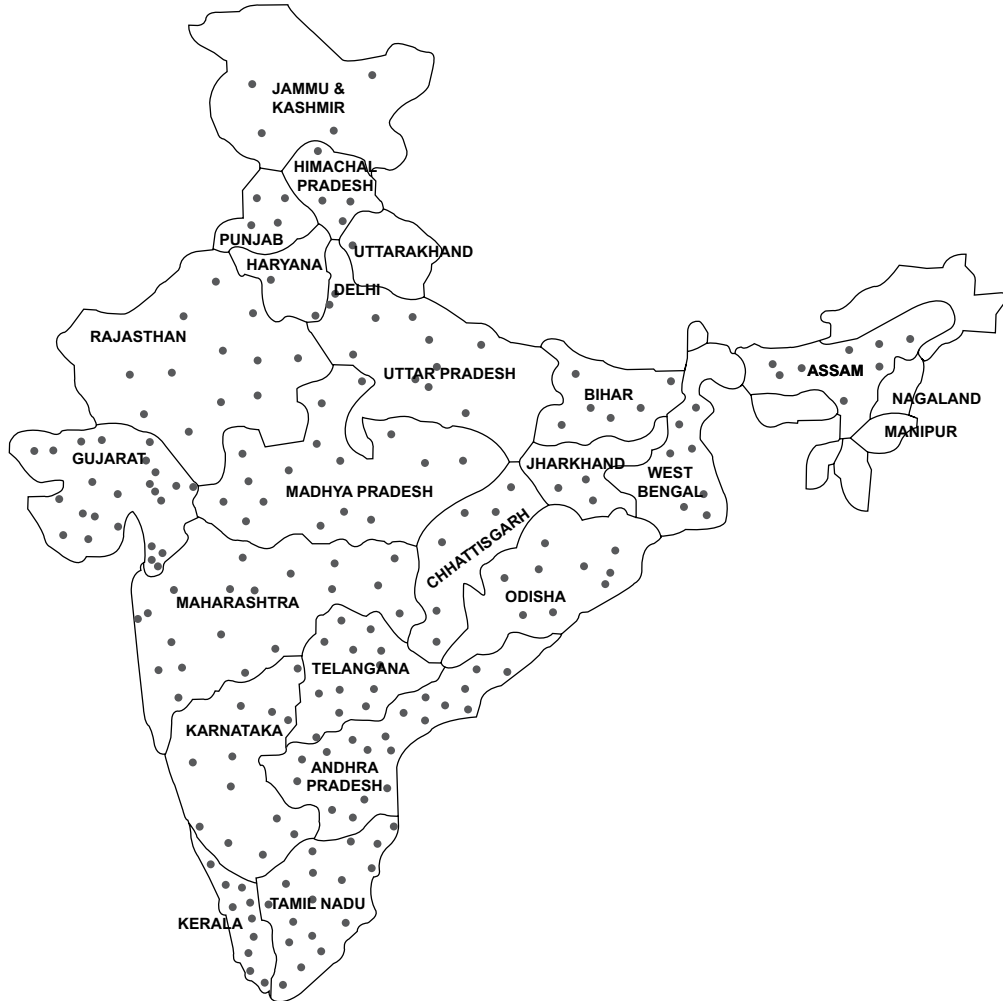 JAMMU &
KASHMIR
HIMACHAL
PRADESH
PUNJAB
HARYANA
UTTARAKHAND
DELHI
RAJASTHAN
UTTAR PRADESH
BIHAR
ASSAM
NAGALAND
MANIPUR
GUJARAT
MADHYA PRADESH
JHARKHAND
WEST
BENGAL
CHHATTISGARH
MAHARASHTRA
ODISHA
TELANGANA
KARNATAKA
ANDHRA
PRADESH
KERALA
TAMIL NADU